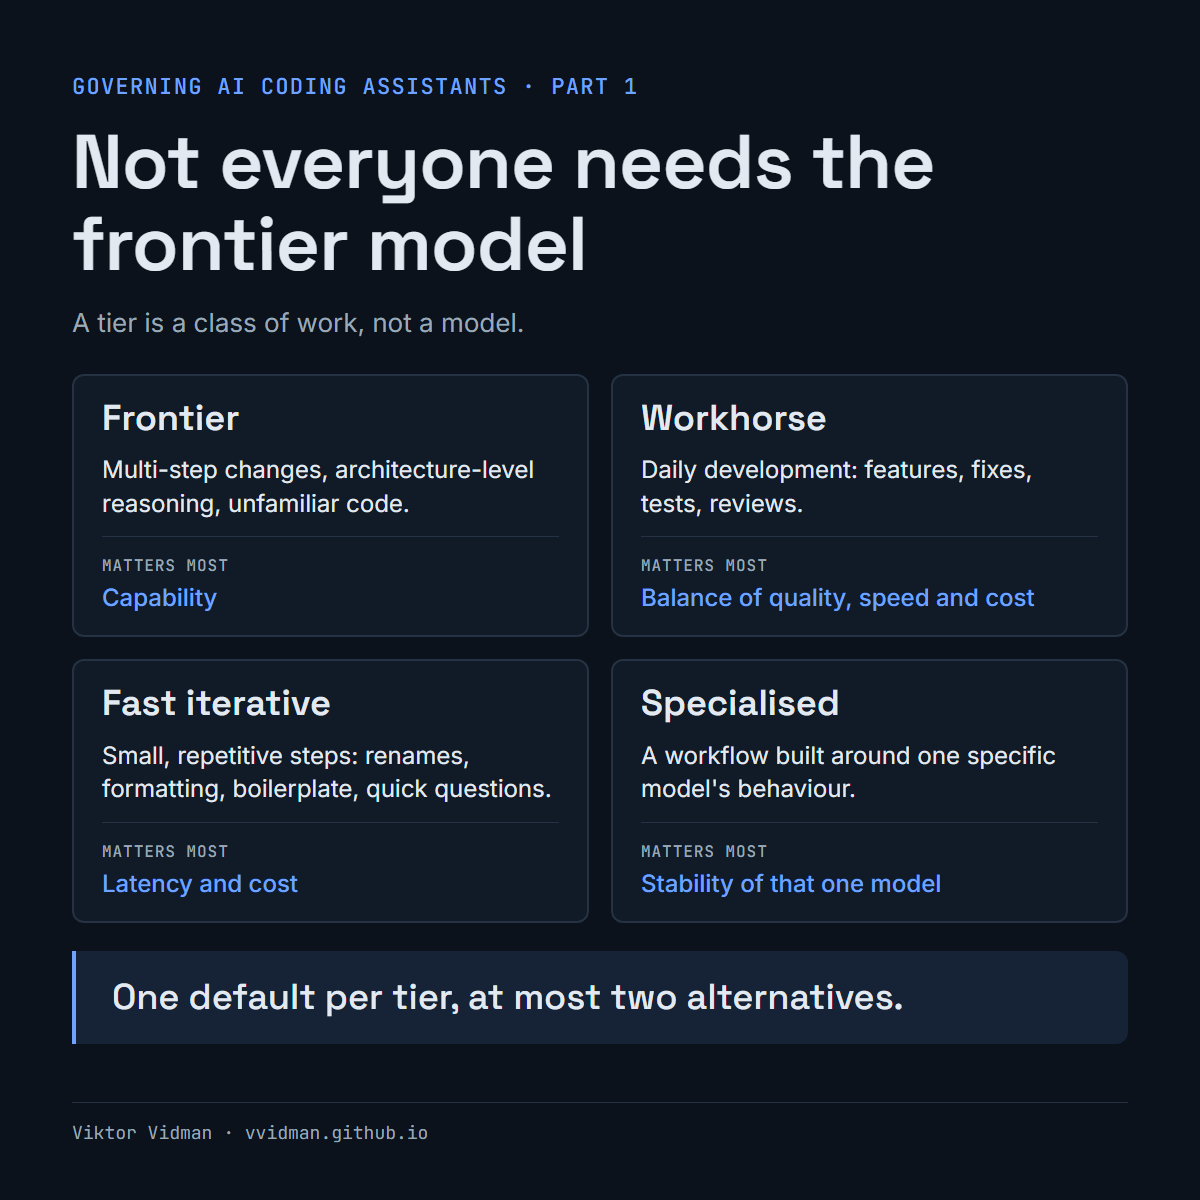 GOVERNING AI CODING ASSISTANTS · PART 1
Not everyone needs the
frontier model
A tier is a class of work, not a model.
Frontier
Multi-step changes, architecture-level
reasoning, unfamiliar code.
MATTERS MOST
Capability
Workhorse
Daily development: features, fixes,
tests, reviews.
MATTERS MOST
Balance of quality, speed and cost
Fast iterative
Small, repetitive steps: renames,
formatting, boilerplate, quick questions.
MATTERS MOST
Latency and cost
Specialised
A workflow built around one specific
model's behaviour.
MATTERS MOST
Stability of that one model
One default per tier, at most two alternatives.
Viktor Vidman · vvidman.github.io